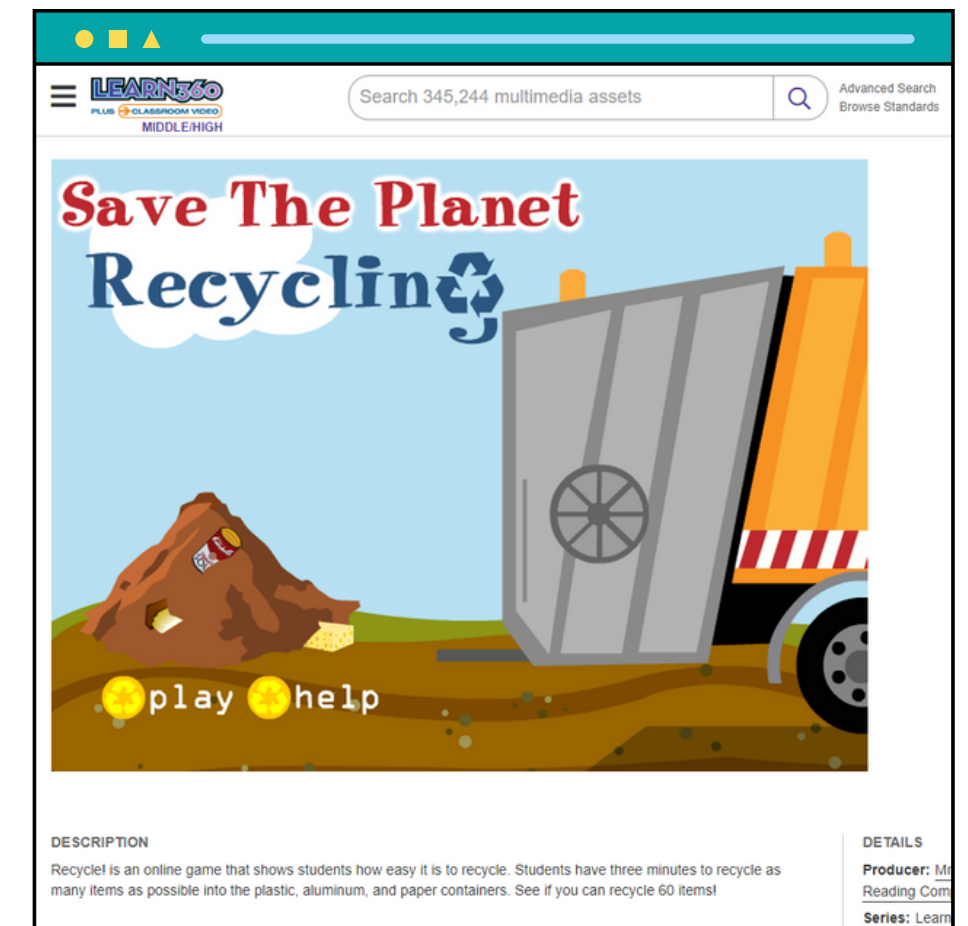 LEARN360
PLUS CLASSROOM VIDEO
MIDDLE/HIGH
Search 345,244 multimedia assets
Advanced Search
Browse Standards
Save The Planet
Recycling
play help
DESCRIPTION
Recycle! is an online game that shows students how easy it is to recycle. Students have three minutes to recycle as
many items as possible into the plastic, aluminum, and paper containers. See if you can recycle 60 items!
DETAILS
Producer:
Reading
Series: Learn